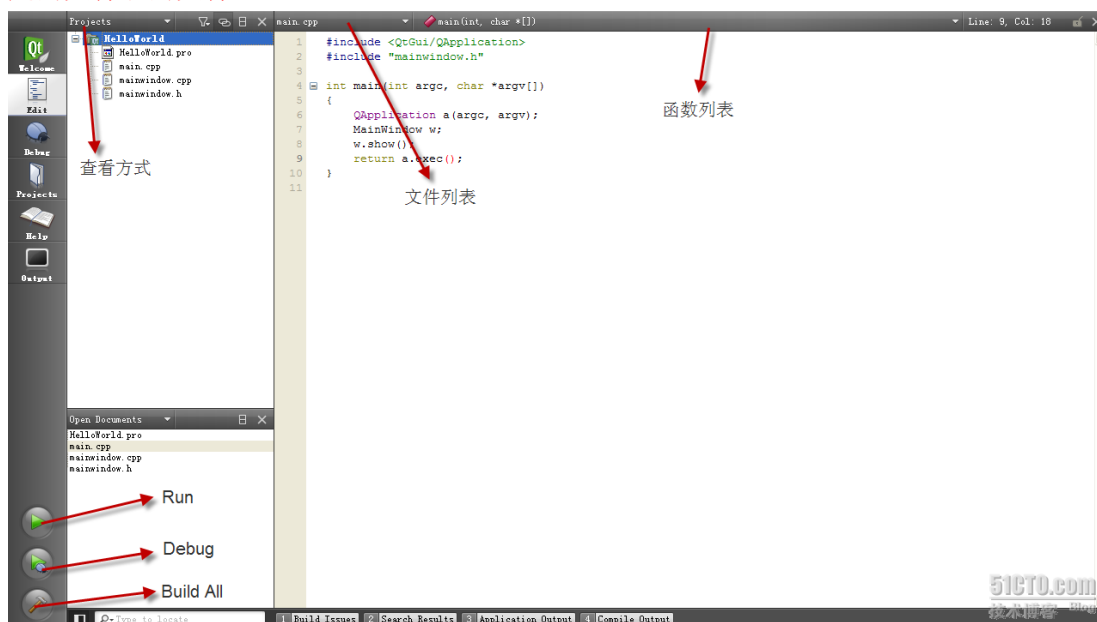 Projects main.cpp main(int, char *[]) Line: 9, Col: 18
Welcome
Edit
Debug
Projects
Help
Output
HelloWorld
HelloWorld.pro
main.cpp
mainwindow.cpp
mainwindow.h
查看方式
1 #include <QtGui/QApplication>
2 #include "mainwindow.h"
3
4 int main(int argc, char *argv[])
5 {
6 QApplication a(argc, argv);
7 MainWindow w;
8 w.show();
9 return a.exec();
10 }
11
函数列表
文件列表
Open Documents
HelloWorld.pro
main.cpp
mainwindow.cpp
mainwindow.h
Run
Debug
Build All
Type to locate 1 Build Issues 2 Search Results 3 Application Output 4 Compile Output
51CTO.com
技术博客 Blog